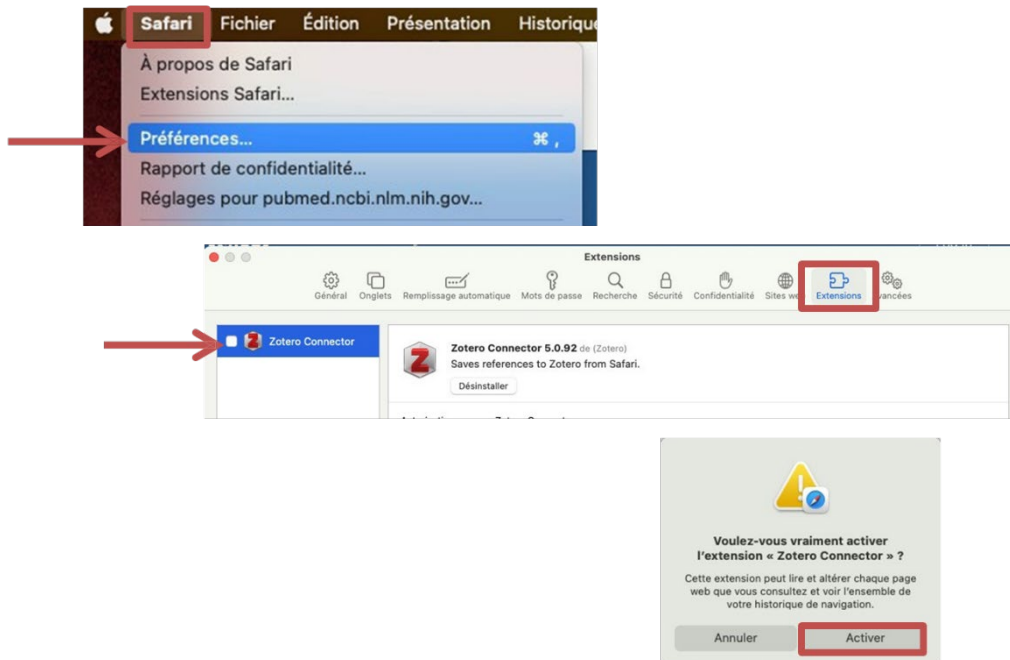 Safari Fichier Édition Présentation Historique
À propos de Safari
Extensions Safari...
Préférences... ⌘ ,
Rapport de confidentialité...
Réglages pour pubmed.ncbi.nlm.nih.gov...
Extensions
Général Onglets Remplissage automatique Mots de passe Recherche Sécurité Confidentialité Sites web Extensions Avancées
Zotero Connector
Z
Zotero Connector 5.0.92 de (Zotero)
Saves references to Zotero from Safari.
Désinstaller
Voulez-vous vraiment activer
l'extension « Zotero Connector » ?
Cette extension peut lire et altérer chaque page
web que vous consultez et voir l'ensemble de
votre historique de navigation.
Annuler Activer